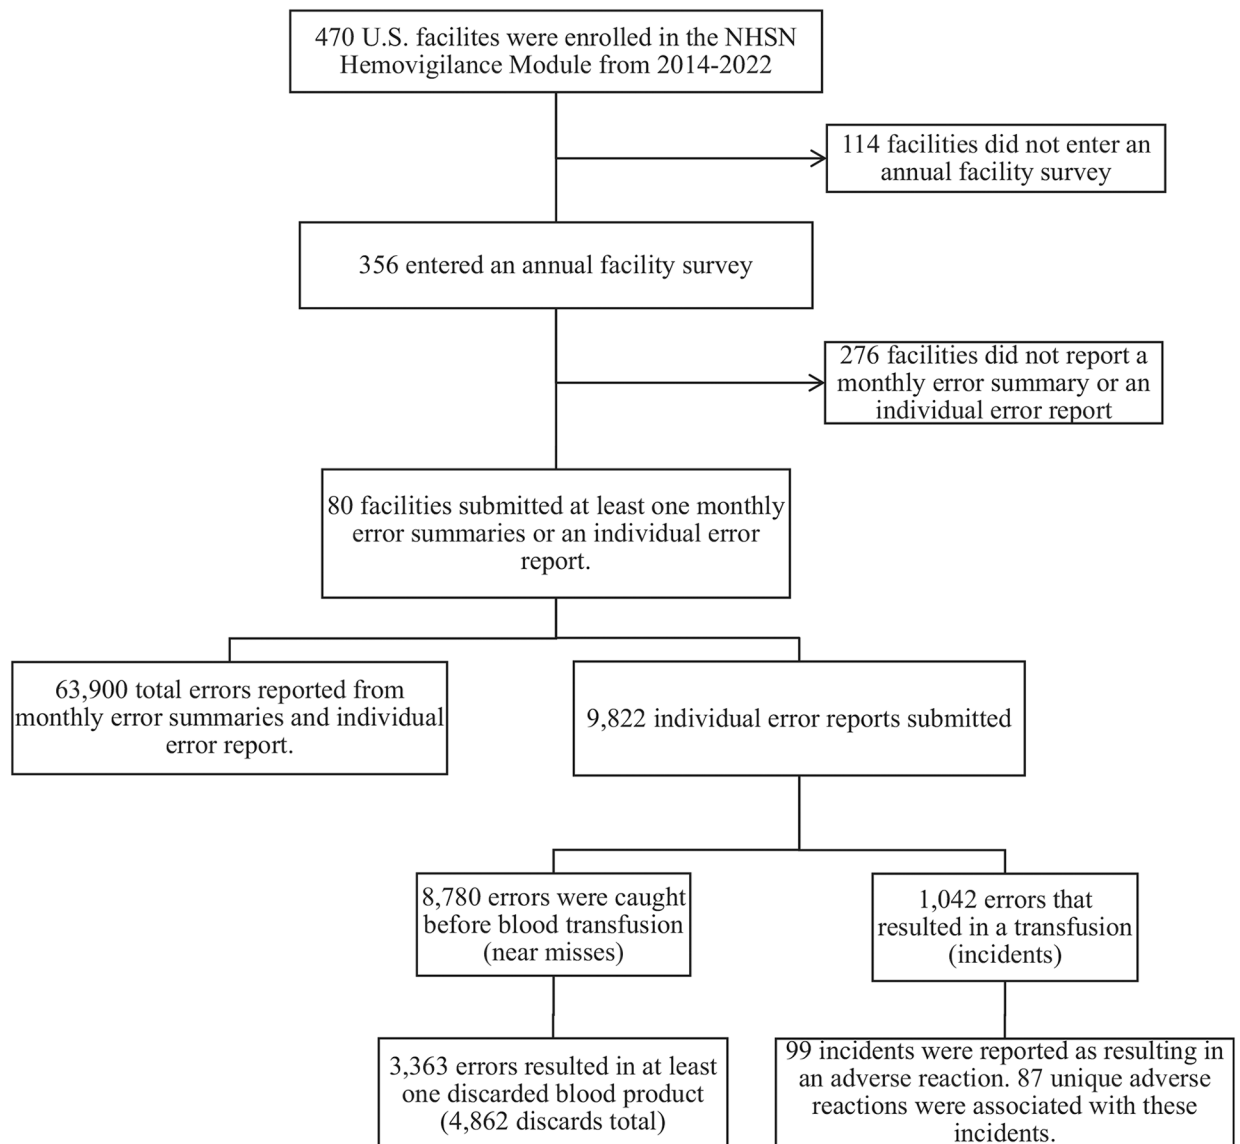 470 U.S. facilites were enrolled in the NHSN
Hemovigilance Module from 2014-2022
114 facilities did not enter an
annual facility survey
356 entered an annual facility survey
276 facilities did not report a
monthly error summary or an
individual error report
80 facilities submitted at least one monthly
error summaries or an individual error
report.
63,900 total errors reported from
monthly error summaries and individual
error report.
9,822 individual error reports submitted
8,780 errors were caught
before blood transfusion
(near misses)
1,042 errors that
resulted in a transfusion
(incidents)
3,363 errors resulted in at least
one discarded blood product
(4,862 discards total)
99 incidents were reported as resulting in
an adverse reaction. 87 unique adverse
reactions were associated with these
incidents.